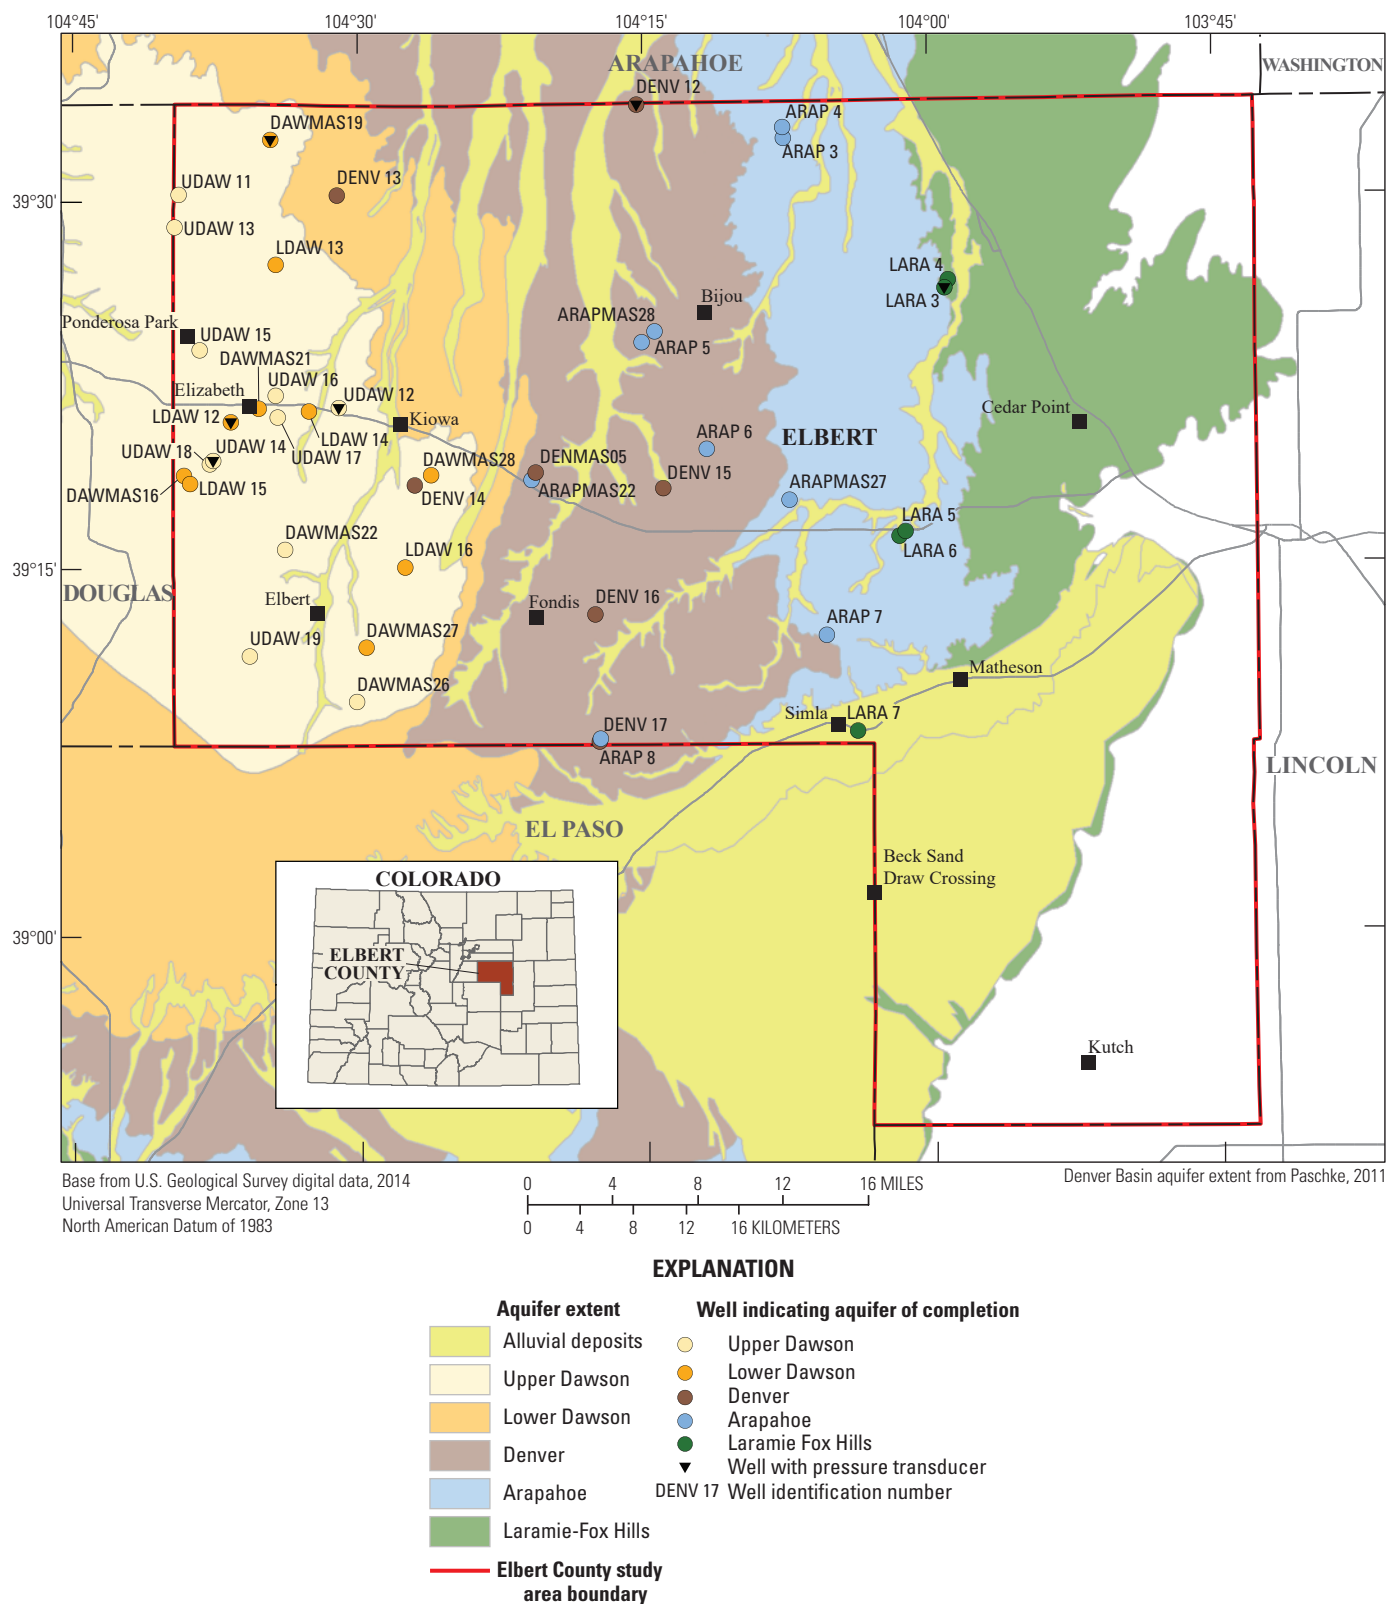 104°45'
104°30'
104°15'
104°00'
103°45'
ARAPAHOE
WASHINGTON
DENV 12
DAWMAS19
ARAP 4
ARAP 3
39°30'
UDAW 11
DENV 13
UDAW 13
LDAW 13
LARA 4
LARA 3
Bijou
ARAPMAS28
ARAP 5
Ponderosa Park
UDAW 15
DAWMAS21
UDAW 16
Elizabeth
UDAW 12
LDAW 12
Kiowa
Cedar Point
LDAW 14
ARAP 6
ELBERT
UDAW 14
UDAW 18
UDAW 17
DAWMAS28
DENMAS05
DENV 15
ARAPMAS27
DAWMAS16
LDAW 15
DENV 14
ARAPMAS22
LARA 5
LARA 6
DAWMAS22
LDAW 16
39°15'
DOUGLAS
Elbert
Fondis
DENV 16
ARAP 7
UDAW 19
DAWMAS27
Matheson
DAWMAS26
Simla
LARA 7
DENV 17
ARAP 8
LINCOLN
EL PASO
Beck Sand
Draw Crossing
COLORADO
39°00'
ELBERT
COUNTY
Kutch
Base from U.S. Geological Survey digital data, 2014
Universal Transverse Mercator, Zone 13
North American Datum of 1983
0 4 8 12 16 MILES
0 4 8 12 16 KILOMETERS
Denver Basin aquifer extent from Paschke, 2011
EXPLANATION
Aquifer extent
Alluvial deposits
Upper Dawson
Lower Dawson
Denver
Arapahoe
Laramie-Fox Hills
Elbert County study
area boundary
Well indicating aquifer of completion
Upper Dawson
Lower Dawson
Denver
Arapahoe
Laramie Fox Hills
Well with pressure transducer
DENV 17 Well identification number